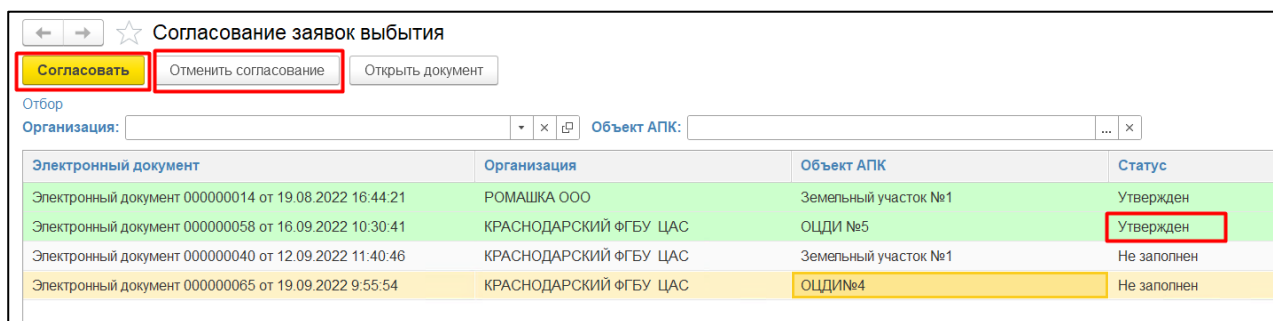 Согласование заявок выбытия
Согласовать Отменить согласование Открыть документ
Отбор
Организация: Объект АПК:
Электронный документ Организация Объект АПК Статус
Электронный документ 000000014 от 19.08.2022 16:44:21 РОМАШКА ООО Земельный участок №1 Утвержден
Электронный документ 000000058 от 16.09.2022 10:30:41 КРАСНОДАРСКИЙ ФГБУ ЦАС ОЦДИ №5 Утвержден
Электронный документ 000000040 от 12.09.2022 11:40:46 КРАСНОДАРСКИЙ ФГБУ ЦАС Земельный участок №1 Не заполнен
Электронный документ 000000065 от 19.09.2022 9:55:54 КРАСНОДАРСКИЙ ФГБУ ЦАС ОЦДИ№4 Не заполнен